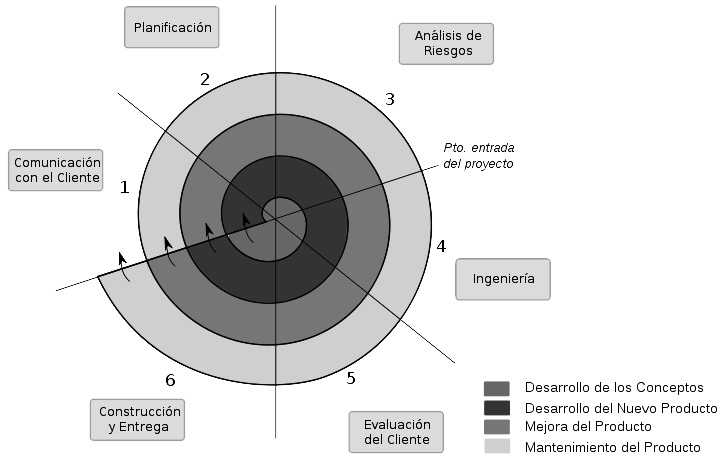 Planificación
Análisis de
Riesgos
2
3
Pto. entrada
del proyecto
Comunicación
con el Cliente
1
4
Ingeniería
6
5
Construcción
y Entrega
Evaluación
del Cliente
Desarrollo de los Conceptos
Desarrollo del Nuevo Producto
Mejora del Producto
Mantenimiento del Producto